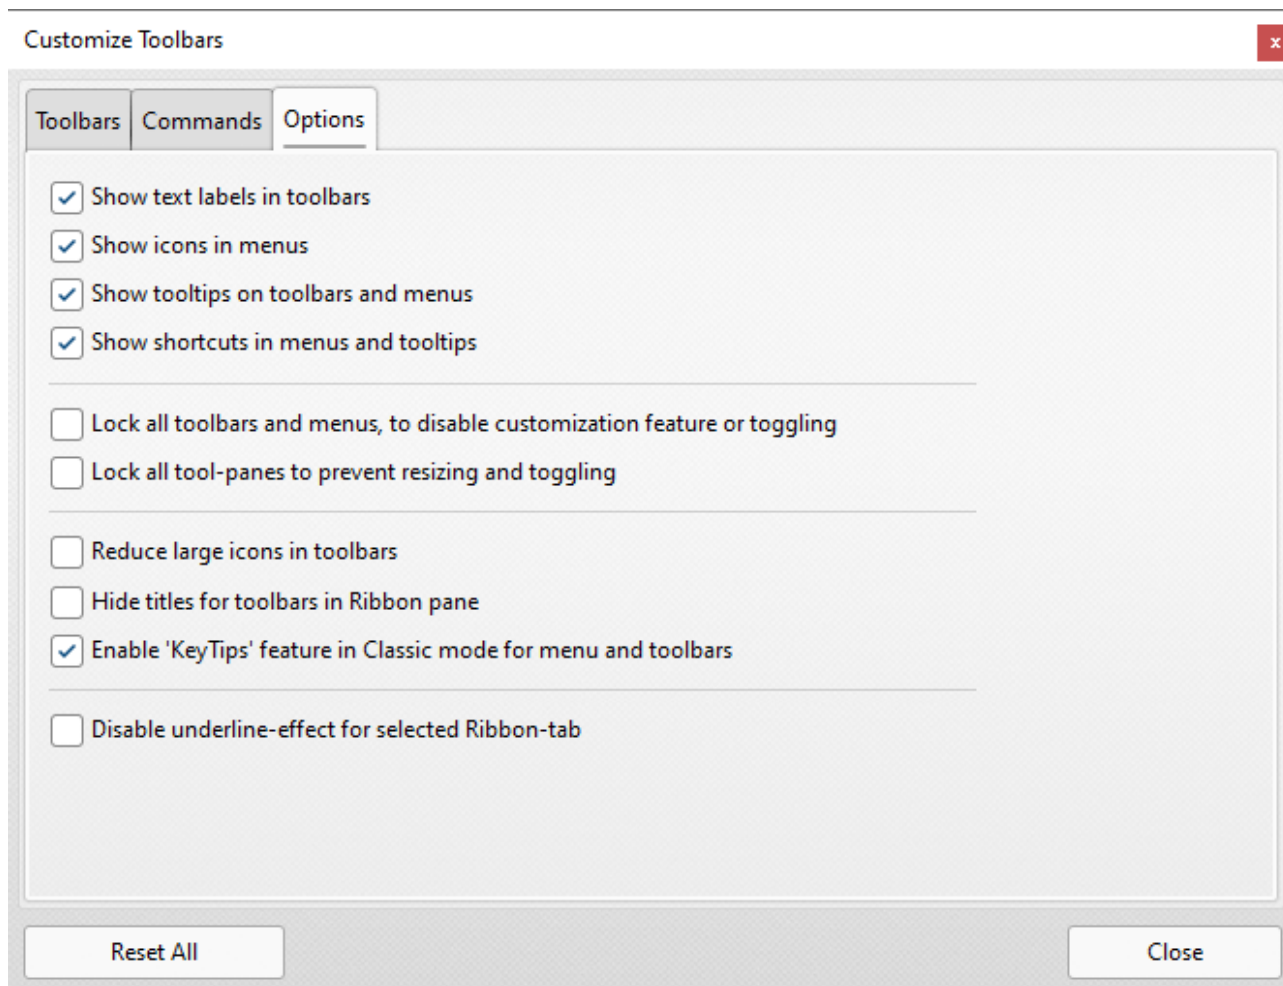 Customize Toolbars
x
Toolbars Commands Options
Show text labels in toolbars
Show icons in menus
Show tooltips on toolbars and menus
Show shortcuts in menus and tooltips
Lock all toolbars and menus, to disable customization feature or toggling
Lock all tool-panes to prevent resizing and toggling
Reduce large icons in toolbars
Hide titles for toolbars in Ribbon pane
Enable 'KeyTips' feature in Classic mode for menu and toolbars
Disable underline-effect for selected Ribbon-tab
Reset All Close